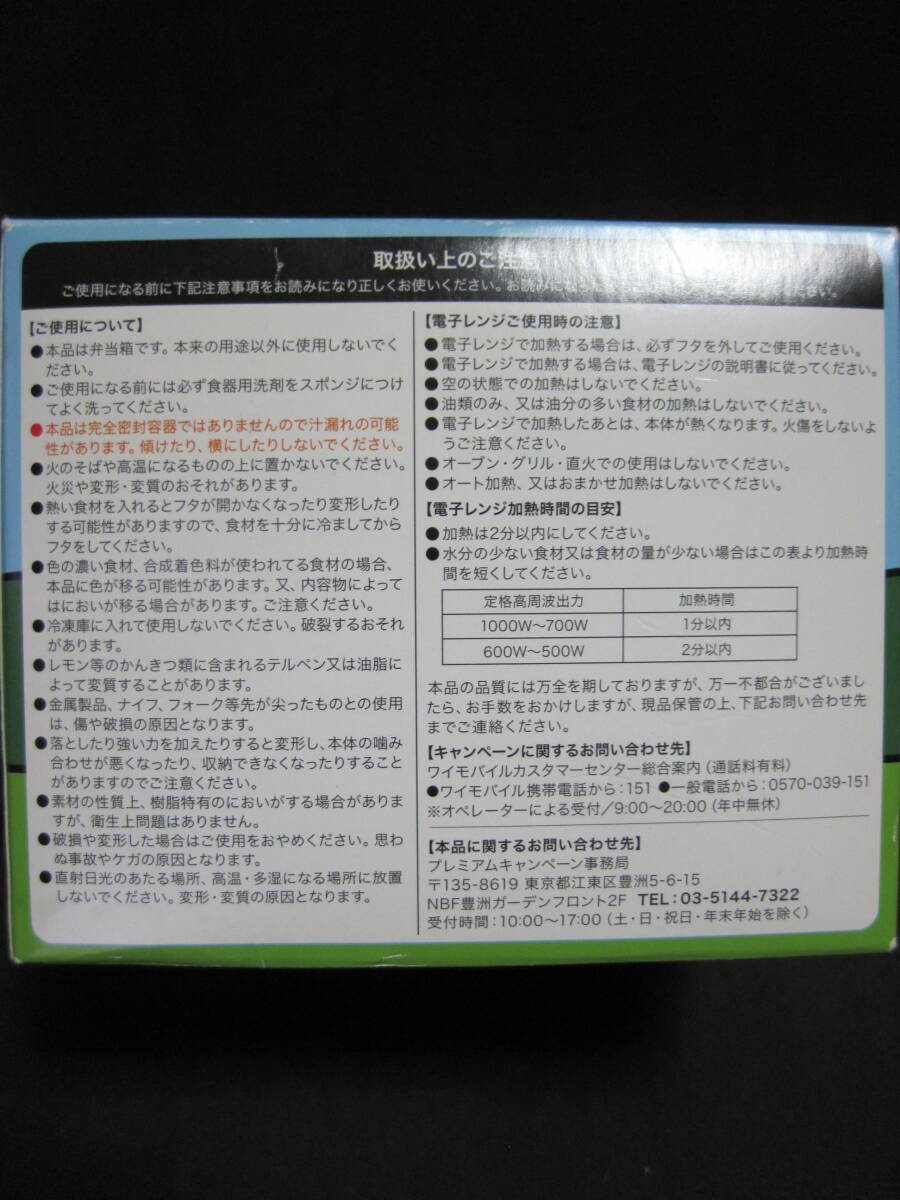 取扱い上のご注
ご使用になる前に下記注意事項をお読みになり正しくお使いください。お読みになった
ください。
【ご使用について】
●本品は弁当箱です。本来の用途以外に使用しないでく
ださい。
●ご使用になる前には必ず食器用洗剤をスポンジにつけ
てよく洗ってください。
●本品は完全密封容器ではありませんので汁漏れの可能
性があります。傾けたり、横にしたりしないでください。
●火のそばや高温になるものの上に置かないでください。
火災や変形・変質のおそれがあります。
●熱い食材を入れるとフタが開かなくなったり変形したり
する可能性がありますので、食材を十分に冷ましてから
フタをしてください。
●色の濃い食材、合成着色料が使われてる食材の場合、
本品に色が移る可能性があります。又、内容物によって
はにおいが移る場合があります。ご注意ください。
●冷凍庫に入れて使用しないでください。破裂するおそれ
があります。
●レモン等のかんきつ類に含まれるテルペン又は油脂に
よって変質することがあります。
●金属製品、ナイフ、フォーク等先が尖ったものとの使用
は、傷や破損の原因となります。
●落としたり強い力を加えたりすると変形し、本体の噛み
合わせが悪くなったり、収納できなくなったりすること
がありますのでご注意ください。
●素材の性質上、樹脂特有のにおいがする場合がありま
すが、衛生上問題はありません。
●破損や変形した場合はご使用をおやめください。思わ
ぬ事故やケガの原因となります。
●直射日光のあたる場所、高温・多湿になる場所に放置
しないでください。変形・変質の原因となります。
【電子レンジご使用時の注意】
●電子レンジで加熱する場合は、必ずフタを外してご使用ください。
●電子レンジで加熱する場合は、電子レンジの説明書に従ってください。
●空の状態での加熱はしないでください。
●油類のみ、又は油分の多い食材の加熱はしないでください。
●電子レンジで加熱したあとは、本体が熱くなります。火傷をしないよ
うご注意ください。
●オーブン・グリル・直火での使用はしないでください。
●オート加熱、又はおまかせ加熱はしないでください。
【電子レンジ加熱時間の目安】
●加熱は2分以内にしてください。
●水分の少ない食材又は食材の量が少ない場合はこの表より加熱時
間を短くしてください。
定格高周波出力 加熱時間
1000W〜700W 1分以内
600W〜500W 2分以内
本品の品質には万全を期しておりますが、万一不都合がございまし
たら、お手数をおかけしますが、現品保管の上、下記お問い合わせ先
までご連絡ください。
【キャンペーンに関するお問い合わせ先】
ワイモバイルカスタマーセンター総合案内（通話料有料）
●ワイモバイル携帯電話から：151 ●一般電話から：0570-039-151
※オペレーターによる受付／9:00〜20:00（年中無休）
【本品に関するお問い合わせ先】
プレミアムキャンペーン事務局
〒135-8619 東京都江東区豊洲5-6-15
NBF豊洲ガーデンフロント2F TEL：03-5144-7322
受付時間：10:00〜17:00（土・日・祝日・年末年始を除く）